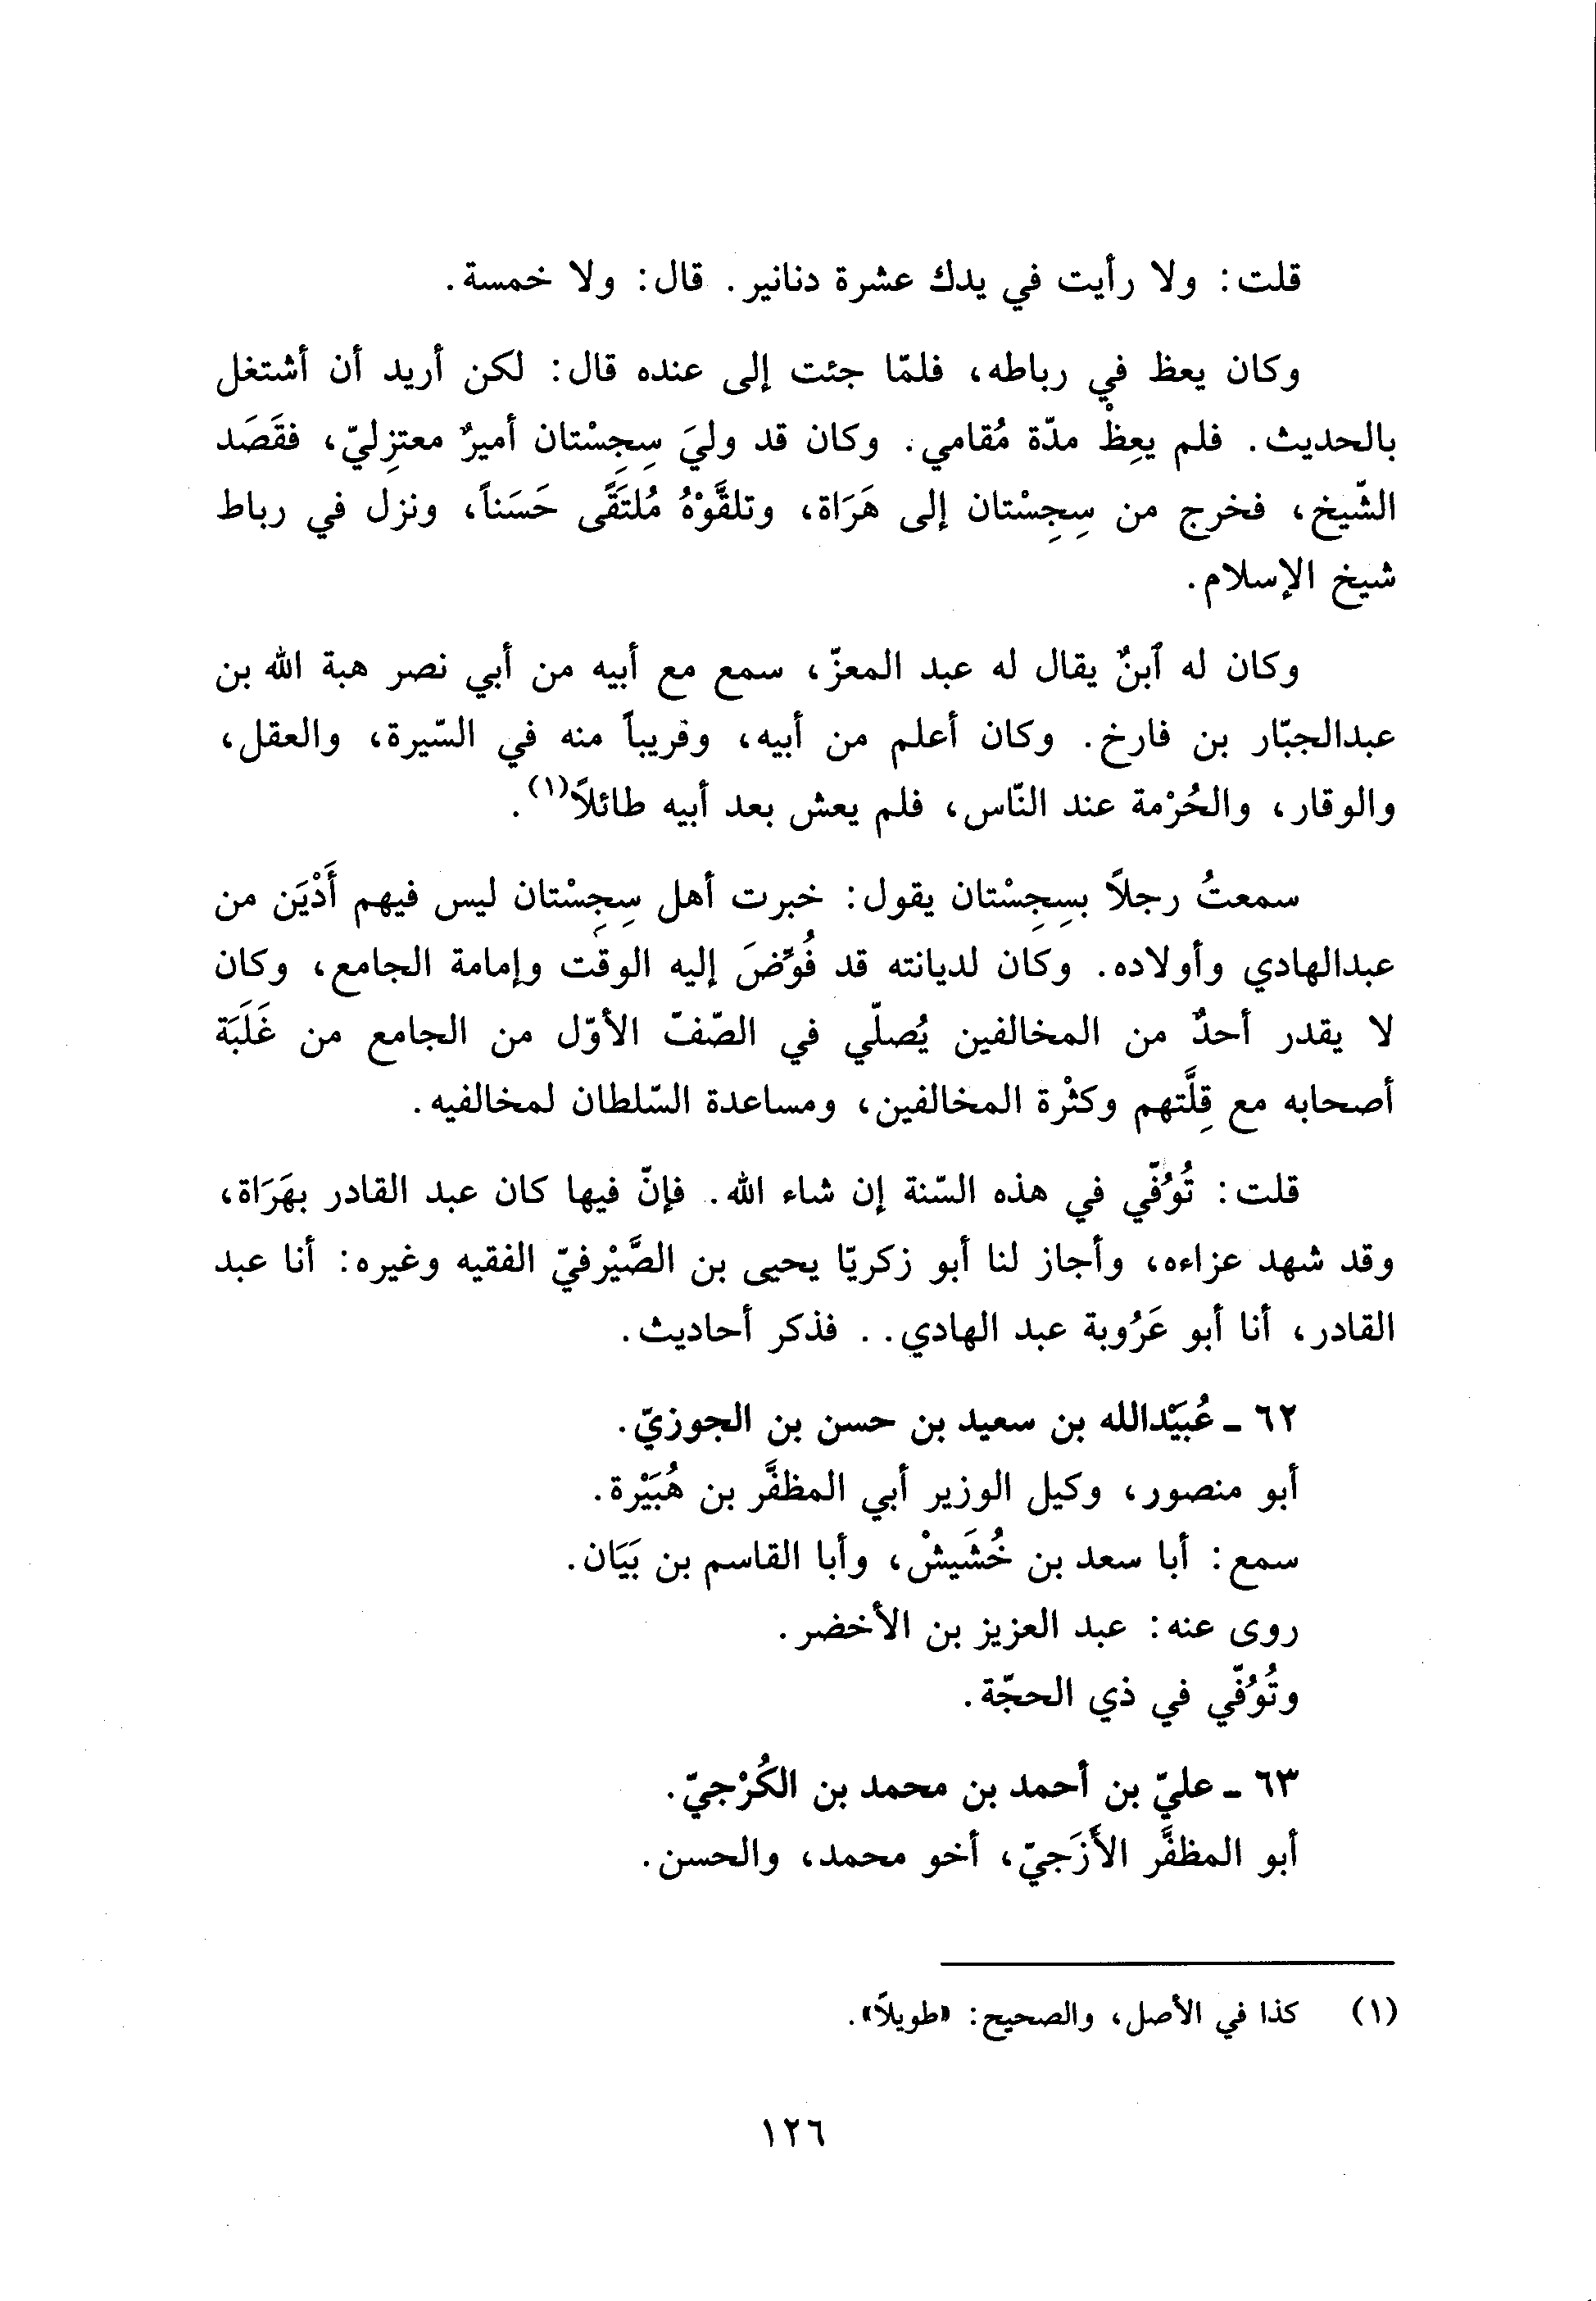 قلت: ولا رأيت في يدك عشرة دنانير. قال: ولا خمسة.
وكان يعظ في رباطه، فلمّا جئت إلى عنده قال: لكن أريد أن أشتغل
بالحديث. فلم يعِظْ مدّة مُقامي. وكان قد وليَ سِجِسْتان أميرٌ معتزِليّ، فقَصَد
الشّيخ، فخرج من سِجِسْتان إلى هَرَاة، وتلقَّوْهُ مُلتَقًى حَسَناً، ونزل في رباط
شيخ الإسلام.
وكان له ٱبنٌ يقال له عبد المعزّ، سمع مع أبيه من أبي نصر هبة الله بن
عبدالجبّار بن فارخ. وكان أعلم من أبيه، وقريباً منه في السّيرة، والعقل،
والوقار، والحُرْمة عند النّاس، فلم يعش بعد أبيه طائلاً(١).
سمعتُ رجلاً بسِجِسْتان يقول: خبرت أهل سِجِسْتان ليس فيهم أَدْيَن من
عبدالهادي وأولاده. وكان لديانته قد فُوِّضَ إليه الوقت وإمامة الجامع، وكان
لا يقدر أحدٌ من المخالفين يُصلّي في الصّفّ الأوّل من الجامع من غَلَبَة
أصحابه مع قِلَّتهم وكثْرة المخالفين، ومساعدة السّلطان لمخالفيه.
قلت: تُوُفّي في هذه السّنة إن شاء الله. فإنّ فيها كان عبد القادر بهَرَاة،
وقد شهد عزاءه، وأجاز لنا أبو زكريّا يحيى بن الصَّيْرفيّ الفقيه وغيره: أنا عبد
القادر، أنا أبو عَرُوبة عبد الهادي.. فذكر أحاديث.
٦٢ - عُبَيْدالله بن سعيد بن حسن بن الجوزيّ.
أبو منصور، وكيل الوزير أبي المظفَّر بن هُبَيْرة.
سمع: أبا سعد بن خُشَيشْ، وأبا القاسم بن بَيَان.
روى عنه: عبد العزيز بن الأخضر.
وتُوُفّي في ذي الحجّة.
٦٣ - عليّ بن أحمد بن محمد بن الكُرْجيّ.
أبو المظفَّر الأَزَجيّ، أخو محمد، والحسن.
(١) كذا في الأصل، والصحيح: «طويلاً».
١٢٦